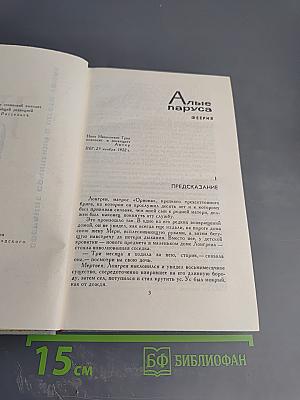 Алые
паруса
ФЕЕРИЯ
Нине Николаевне Грин
подносит и посвящает
Автор
ПБГ, 23 ноября 1922 г.
I
ПРЕДСКАЗАНИЕ
Лонгрен, матрос «Ориона», крепкого трехсоттонного
брига, на котором он прослужил десять лет и к которому
был привязан сильнее, чем иной сын к родной матери, дол-
жен был наконец покинуть эту службу.
Это произошло так. В одно из его редких возвращений
домой он не увидел, как всегда еще издали, на пороге дома
свою жену Мери, всплескивающую руками, а затем бегу-
щую навстречу до потери дыхания. Вместо нее, у детской
кроватки — нового предмета в маленьком доме Лонгрена —
стояла взволнованная соседка.
— Три месяца я ходила за нею, старик, — сказала
она, — посмотри на свою дочь.
Мертвея, Лонгрен наклонился и увидел восьмимесячное
существо, сосредоточенно взиравшее на его длинную боро-
ду, затем сел, потупился и стал крутить ус. Ус был мокрый,
как от дождя.
3
15 см
БФ БИБЛИОФАН